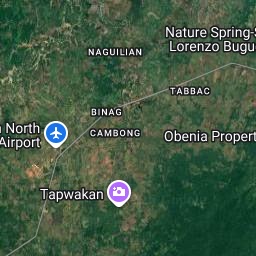 Nature Spring-S
Lorenzo Bugu
NAGUILIAN
TABBAC
BINAG
n North
Airport
CAMBONG
Obenia Propert
Tapwakan